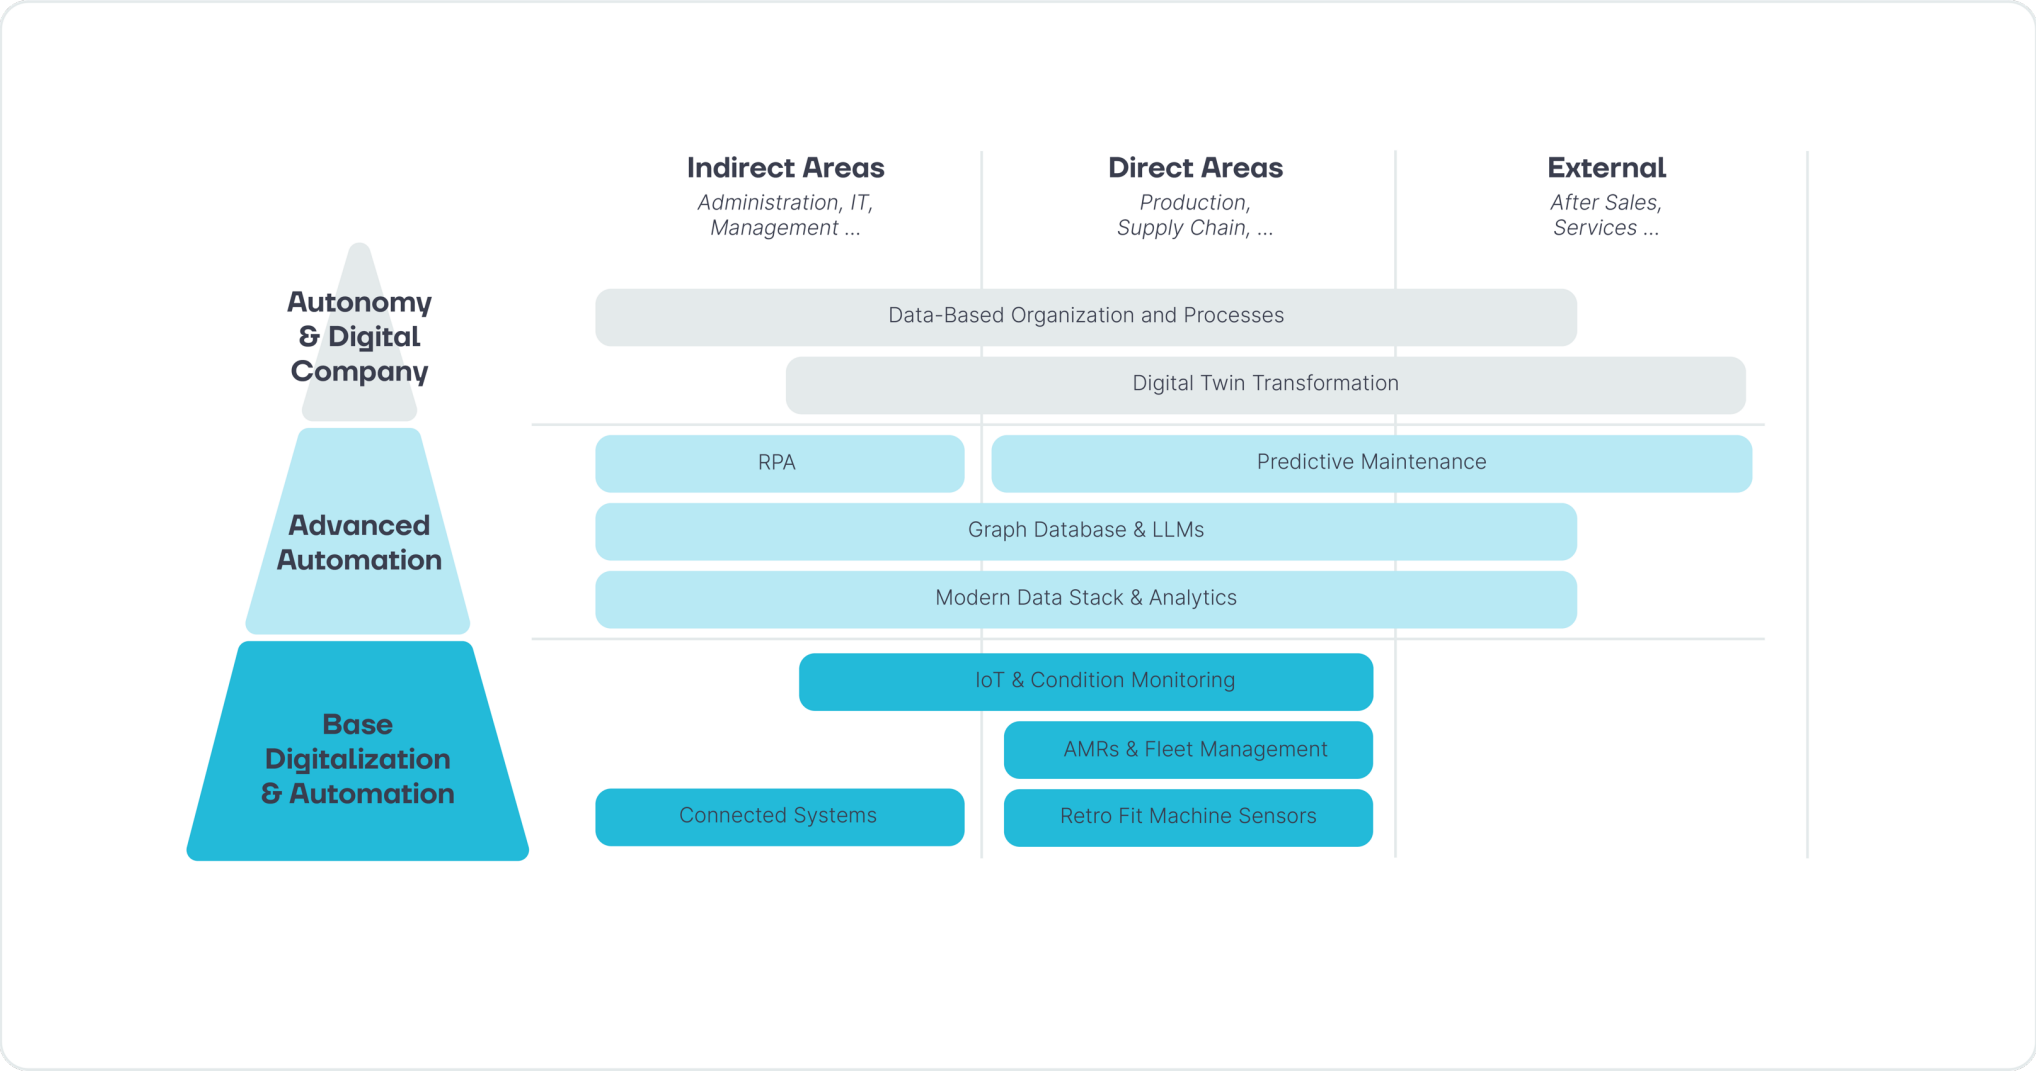 Indirect Areas
Administration, IT,
Management ...
Direct Areas
Production,
Supply Chain, ...
External
After Sales,
Services ...
Autonomy
& Digital
Company
Data-Based Organization and Processes
Digital Twin Transformation
Advanced
Automation
RPA
Predictive Maintenance
Graph Database & LLMs
Modern Data Stack & Analytics
Base
Digitalization
& Automation
IoT & Condition Monitoring
AMRs & Fleet Management
Connected Systems
Retro Fit Machine Sensors